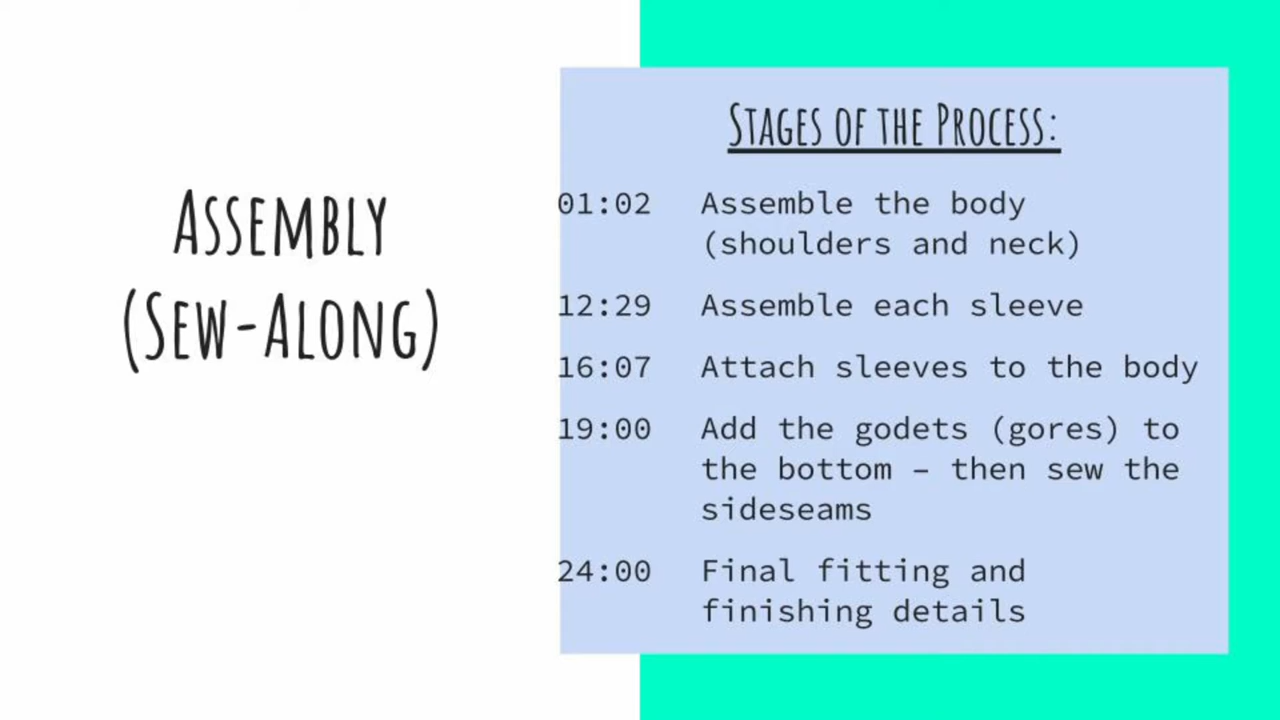 Assembly
(Sew-Along)
Stages of the Process:
01:02 Assemble the body
(shoulders and neck)
12:29 Assemble each sleeve
16:07 Attach sleeves to the body
19:00 Add the godets (gores) to
the bottom – then sew the
sideseams
24:00 Final fitting and
finishing details